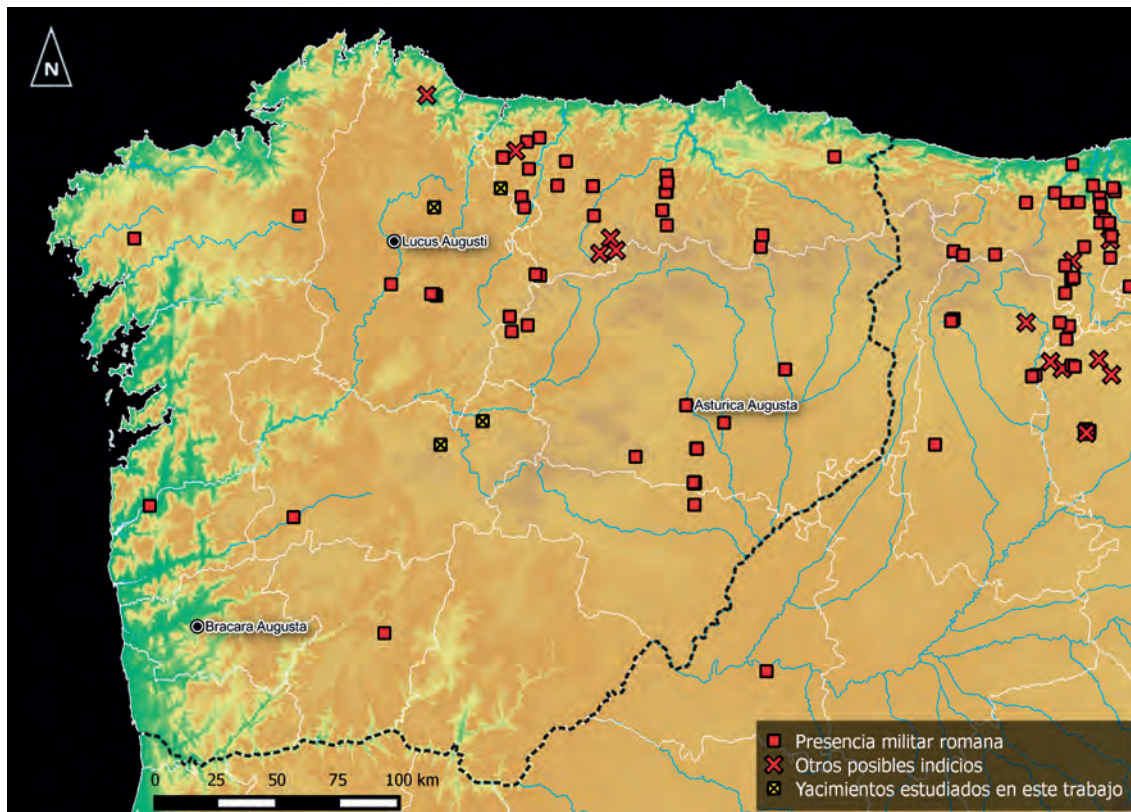 N
Lucus Augusti
Asturica Augusta
Bracara Augusta
0 25 50 75 100 km
Presencia militar romana
Otros posibles indicios
Yacimientos estudiados en este trabajo